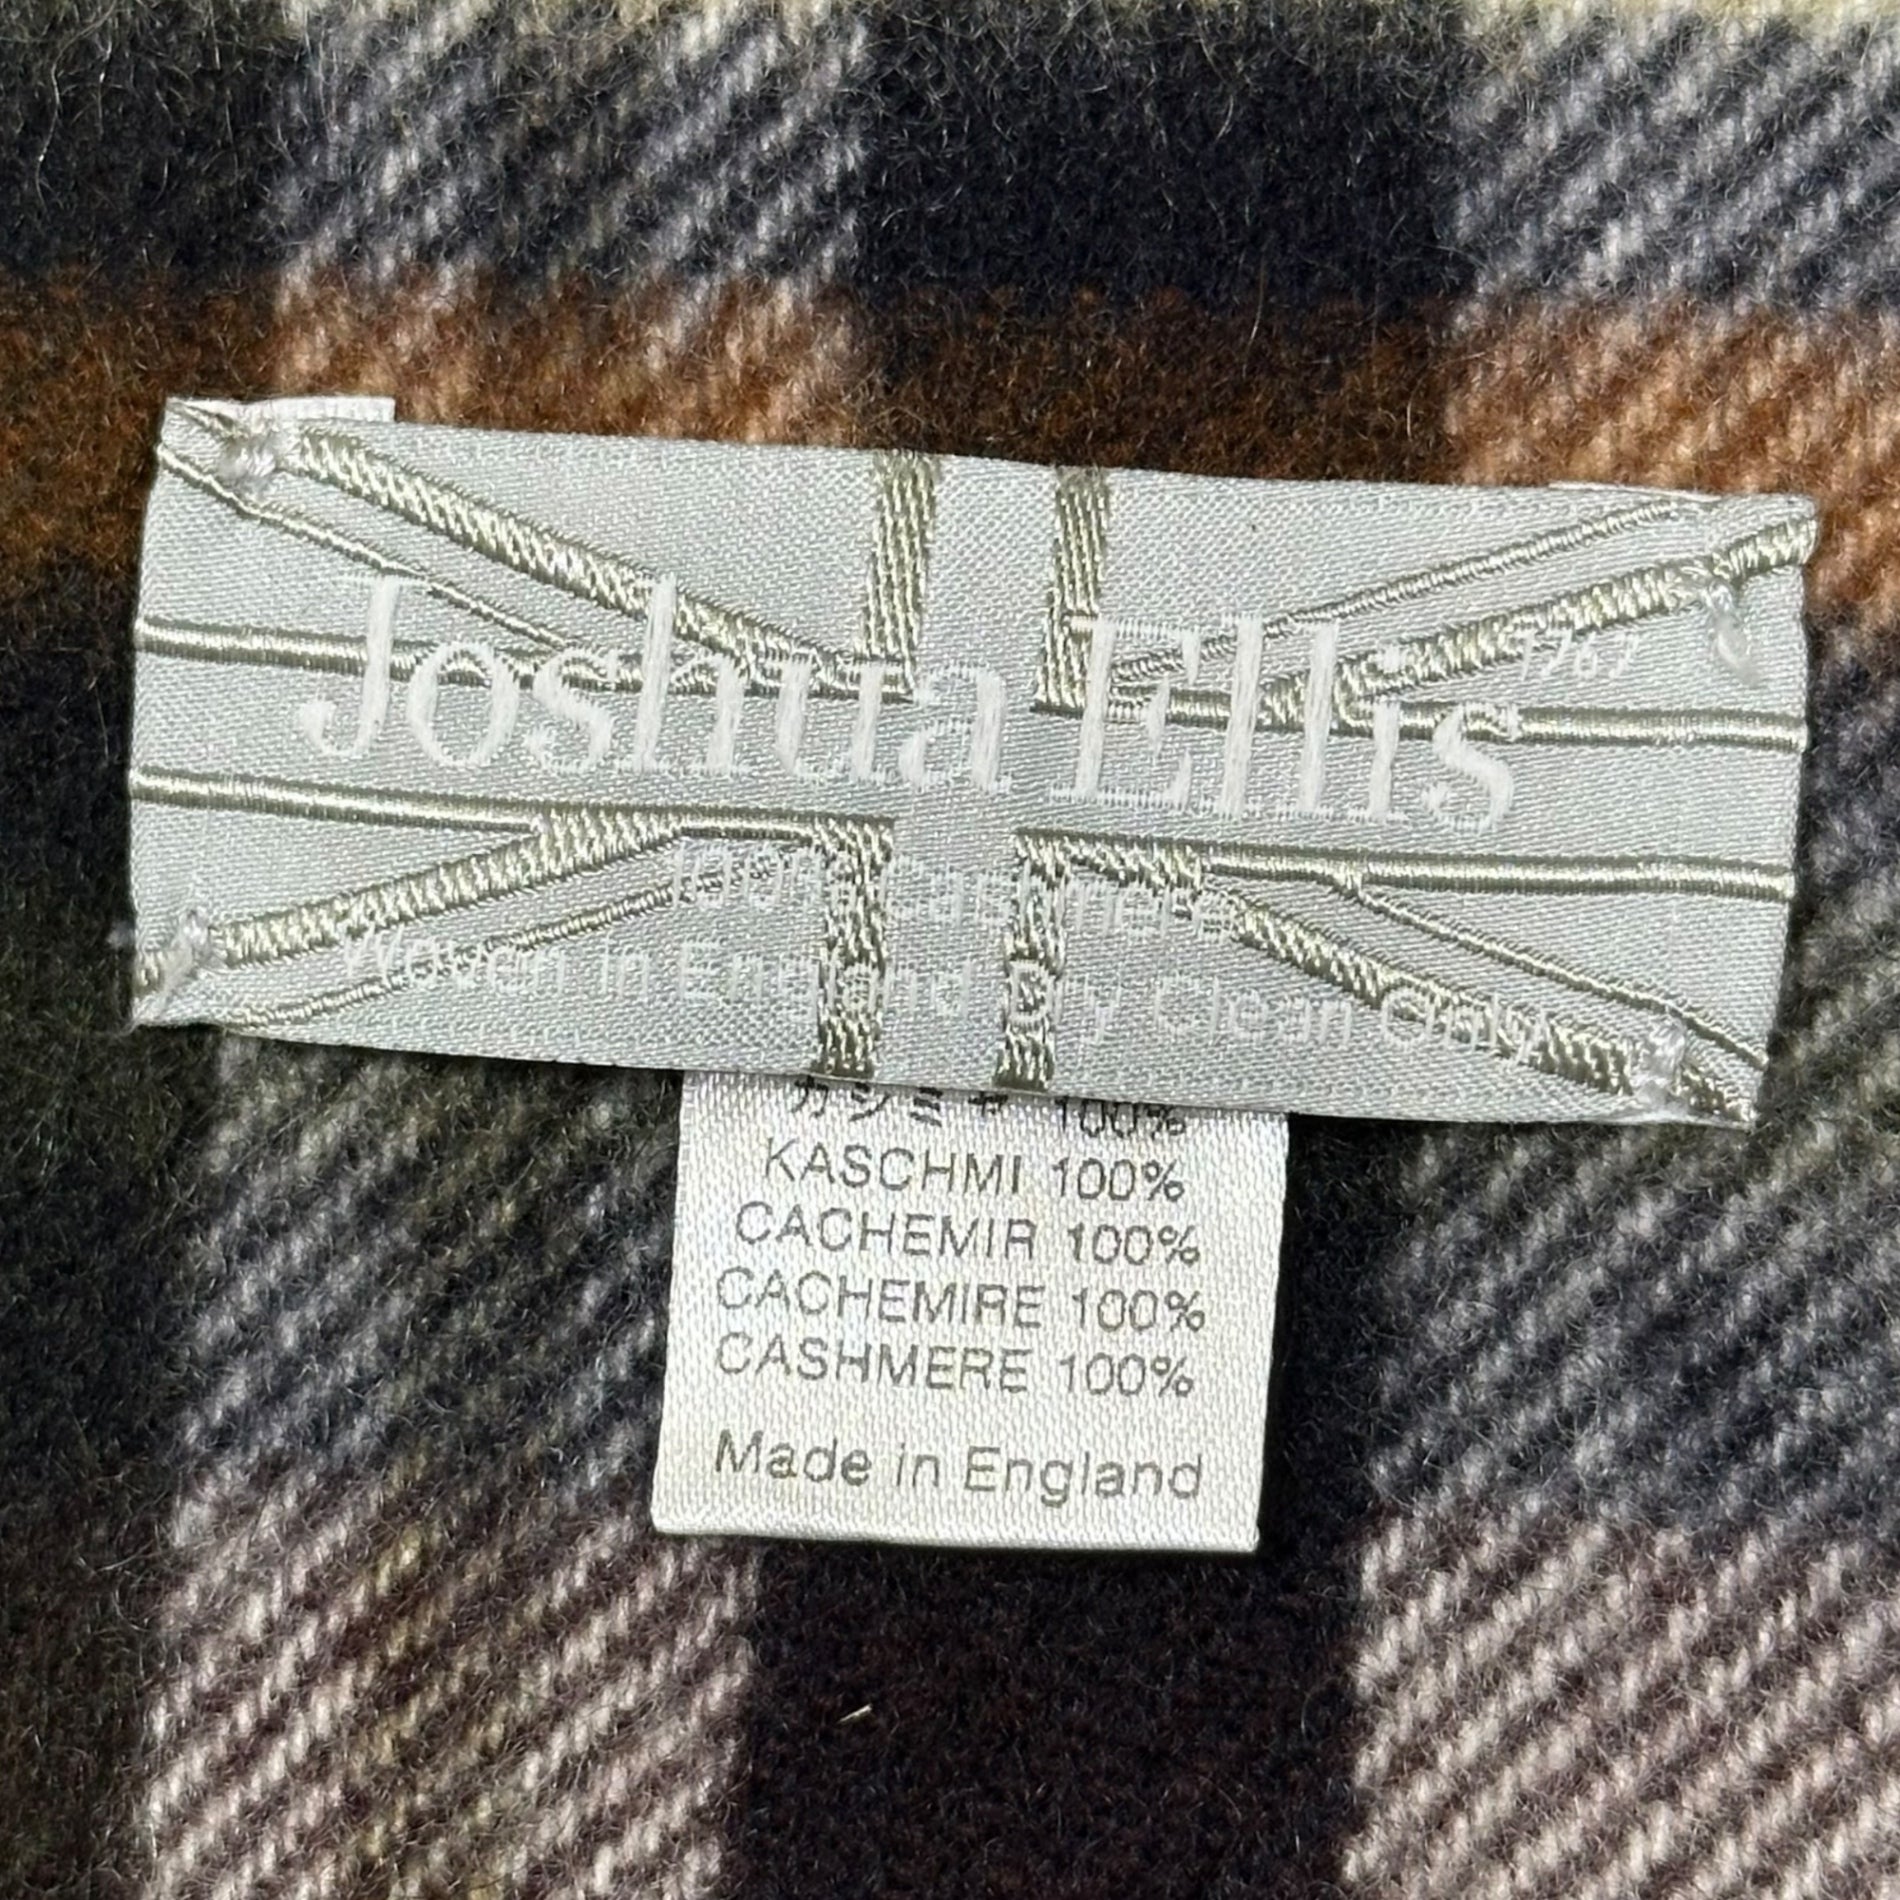 Joshua Ellis 1767
100% Cashmere
Woven in England Dry Clean Only
カシミヤ 100%
KASCHMI 100%
CACHEMIR 100%
CACHEMIRE 100%
CASHMERE 100%
Made in England